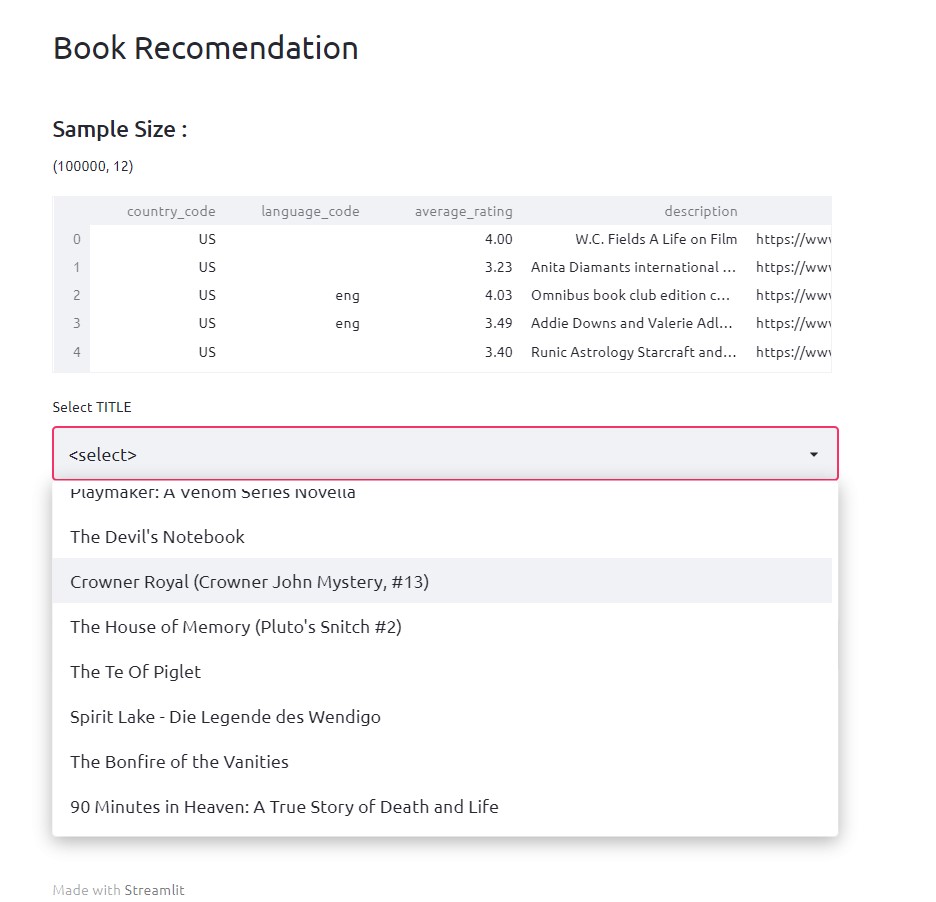 Book Recomendation
Sample Size :
(100000, 12)
country_code language_code average_rating description
0 US 4.00 W.C. Fields A Life on Film https://www
1 US 3.23 Anita Diamants international ... https://www
2 US eng 4.03 Omnibus book club edition c... https://www
3 US eng 3.49 Addie Downs and Valerie Adl... https://www
4 US 3.40 Runic Astrology Starcraft and... https://www
Select TITLE
<select>
Playmaker: A Venom Series Novella
The Devil's Notebook
Crowner Royal (Crowner John Mystery, #13)
The House of Memory (Pluto's Snitch #2)
The Te Of Piglet
Spirit Lake - Die Legende des Wendigo
The Bonfire of the Vanities
90 Minutes in Heaven: A True Story of Death and Life
Made with Streamlit